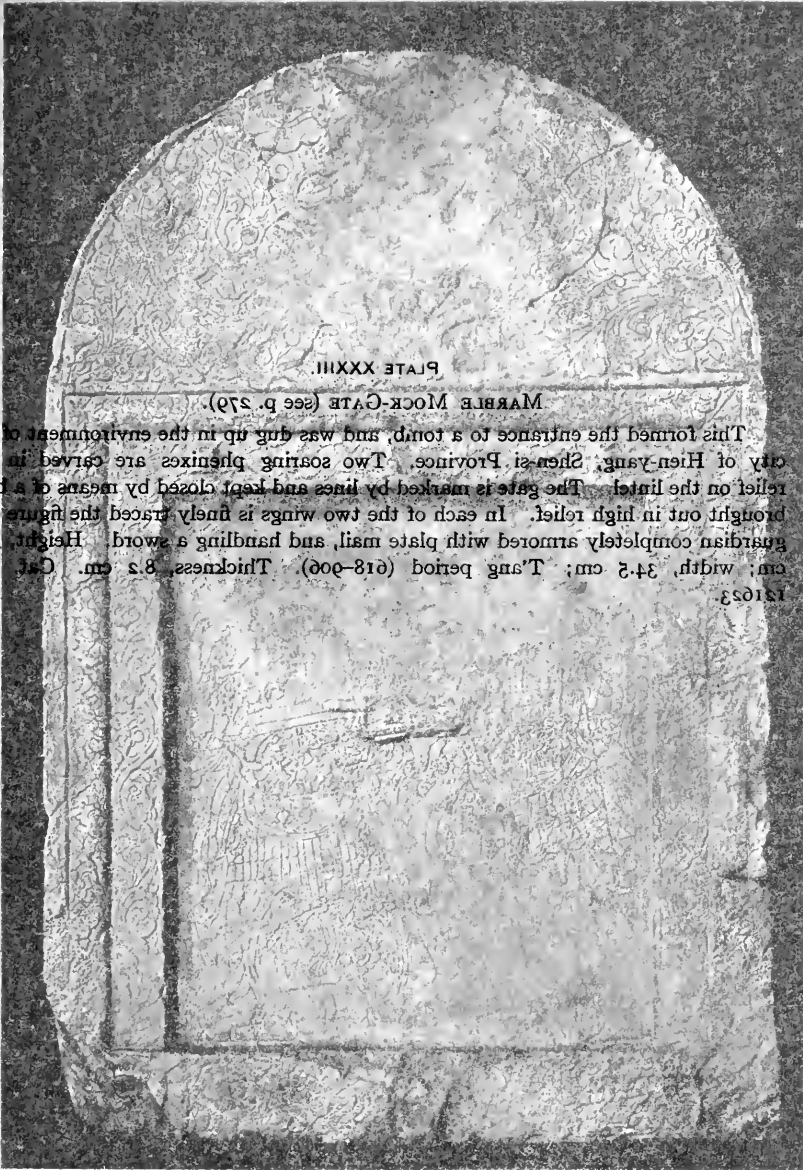 PLATE XXXIII.
MARBLE MOCK-GATE (see p. 279).
This formed the entrance to a tomb, and was dug up in the environment of
city of Hien-yang, Shen-si Province. Two soaring phenixes are carved in
relief on the lintel The gate is marked by lines and kept closed by means of a
brought out in high relief. In each of the two wings is finely traced the figure
guardian completely armored with plate mail, and handling a sword. Height,
cm; width, 34.5 cm; T'ang period (618–906). Thickness, 8.2 cm. Cat.
121623.